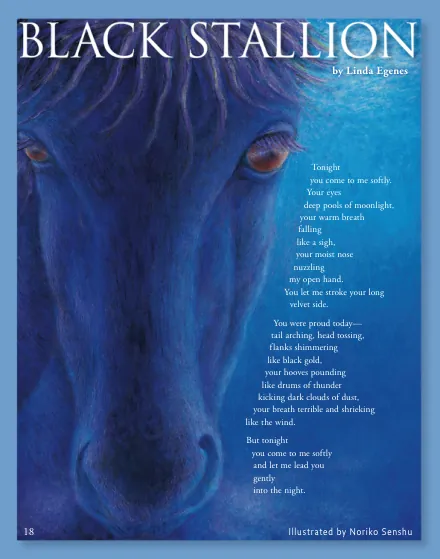 BLACK STALLION
by Linda Egenes
Tonight
you come to me softly.
Your eyes
deep pools of moonlight,
your warm breath
falling
like a sigh,
your moist nose
nuzzling
my open hand.
You let me stroke your long
velvet side.
You were proud today—
tail arching, head tossing,
flanks shimmering
like black gold,
your hooves pounding
like drums of thunder
kicking dark clouds of dust,
your breath terrible and shrieking
like the wind.
But tonight
you come to me softly
and let me lead you
gently
into the night.
18
Illustrated by Noriko Senshu